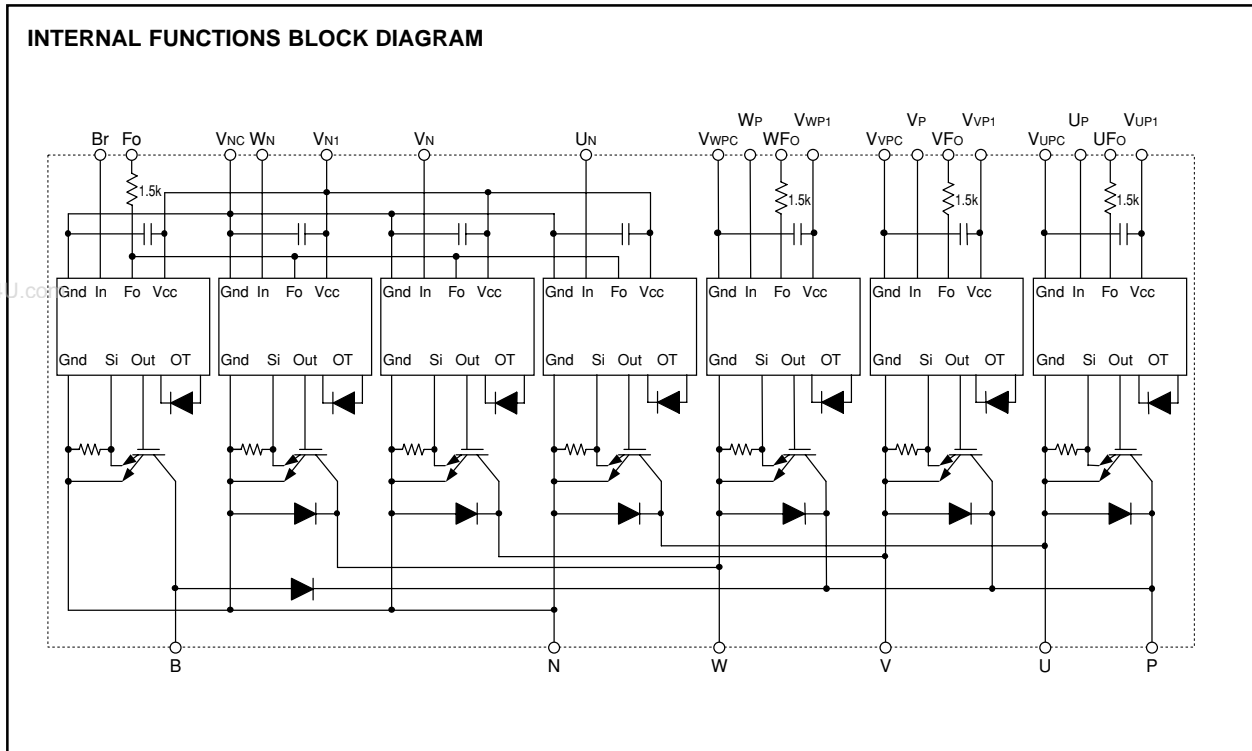 INTERNAL FUNCTIONS BLOCK DIAGRAM
WP VWP1 VP VVP1 UP VUP1
Br Fo VNC WN VN1 VN UN VWPC WFO VVPC VFO VUPC UFO
1.5k 1.5k 1.5k 1.5k
U.com
Gnd In Fo Vcc Gnd In Fo Vcc Gnd In Fo Vcc Gnd In Fo Vcc Gnd In Fo Vcc Gnd In Fo Vcc Gnd In Fo Vcc
Gnd Si Out OT Gnd Si Out OT Gnd Si Out OT Gnd Si Out OT Gnd Si Out OT Gnd Si Out OT Gnd Si Out OT
B N W V U P